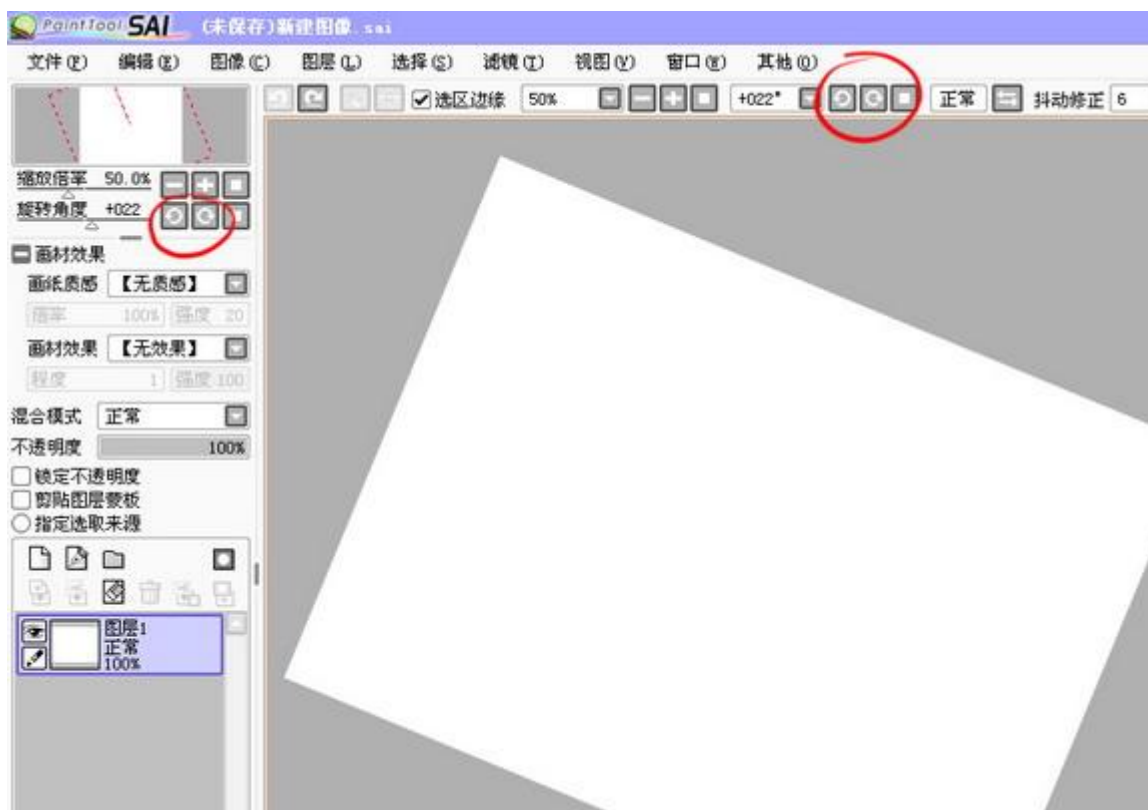 PaintTool SAI (未保存)新建图像.sai
文件(F) 编辑(E) 图像(C) 图层(L) 选择(S) 滤镜(T) 视图(V) 窗口(W) 其他(O)
选区边缘 50% +022° 正常 抖动修正 6
缩放倍率 50.0%
旋转角度 +022
画材效果
画纸质感 【无质感】
倍率 100% 强度 20
画材效果 【无效果】
程度 1 强度 100
混合模式 正常
不透明度 100%
锁定不透明度
剪贴图层蒙板
指定选取来源
图层1
正常
100%